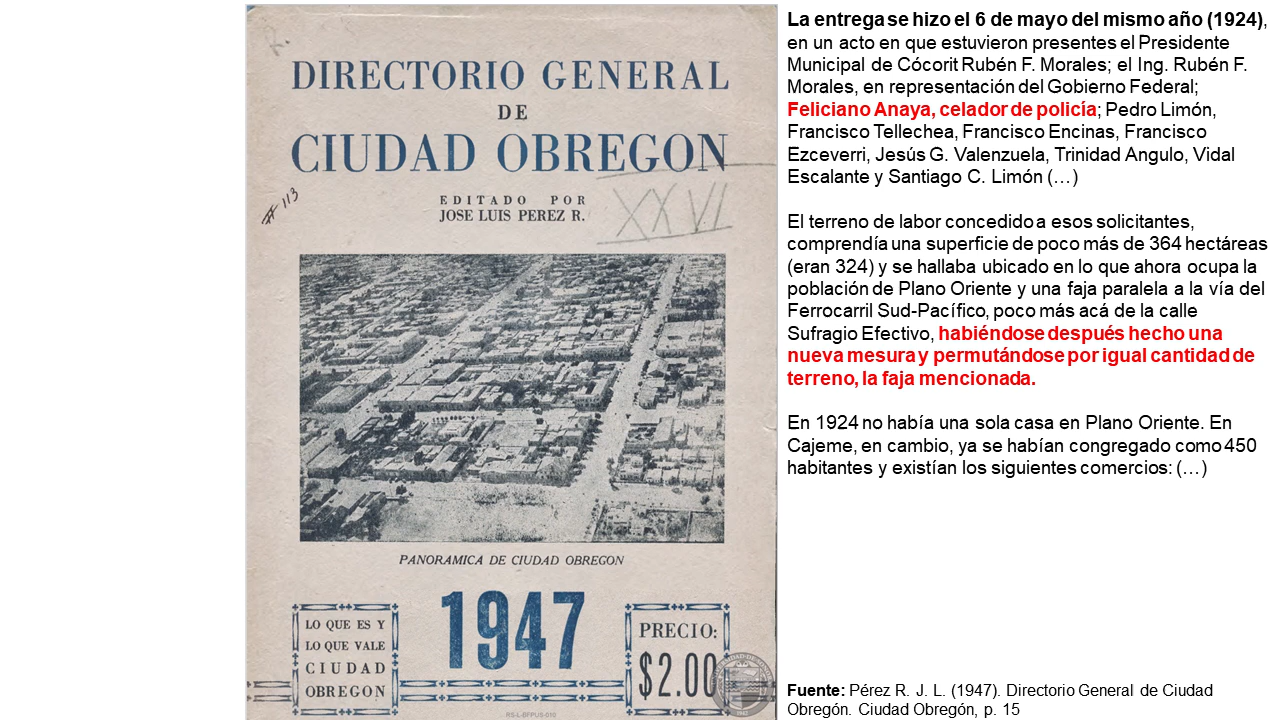 DIRECTORIO GENERAL
DE
CIUDAD OBREGON
EDITADO POR
JOSE LUIS PEREZ R.
# 113
XXVI
PANORAMICA DE CIUDAD OBREGON
LO QUE ES Y
LO QUE VALE
CIUDAD
OBREGON
1947
PRECIO:
$2.00
RS-L-BFPUS-010
La entrega se hizo el 6 de mayo del mismo año (1924),
en un acto en que estuvieron presentes el Presidente
Municipal de Cócorit Rubén F. Morales; el Ing. Rubén F.
Morales, en representación del Gobierno Federal;
Feliciano Anaya, celador de policía; Pedro Limón,
Francisco Tellechea, Francisco Encinas, Francisco
Ezceverri, Jesús G. Valenzuela, Trinidad Angulo, Vidal
Escalante y Santiago C. Limón (…)
El terreno de labor concedido a esos solicitantes,
comprendía una superficie de poco más de 364 hectáreas
(eran 324) y se hallaba ubicado en lo que ahora ocupa la
población de Plano Oriente y una faja paralela a la vía del
Ferrocarril Sud-Pacífico, poco más acá de la calle
Sufragio Efectivo, habiéndose después hecho una
nueva mesura y permutándose por igual cantidad de
terreno, la faja mencionada.
En 1924 no había una sola casa en Plano Oriente. En
Cajeme, en cambio, ya se habían congregado como 450
habitantes y existían los siguientes comercios: (…)
Fuente: Pérez R. J. L. (1947). Directorio General de Ciudad
Obregón. Ciudad Obregón, p. 15